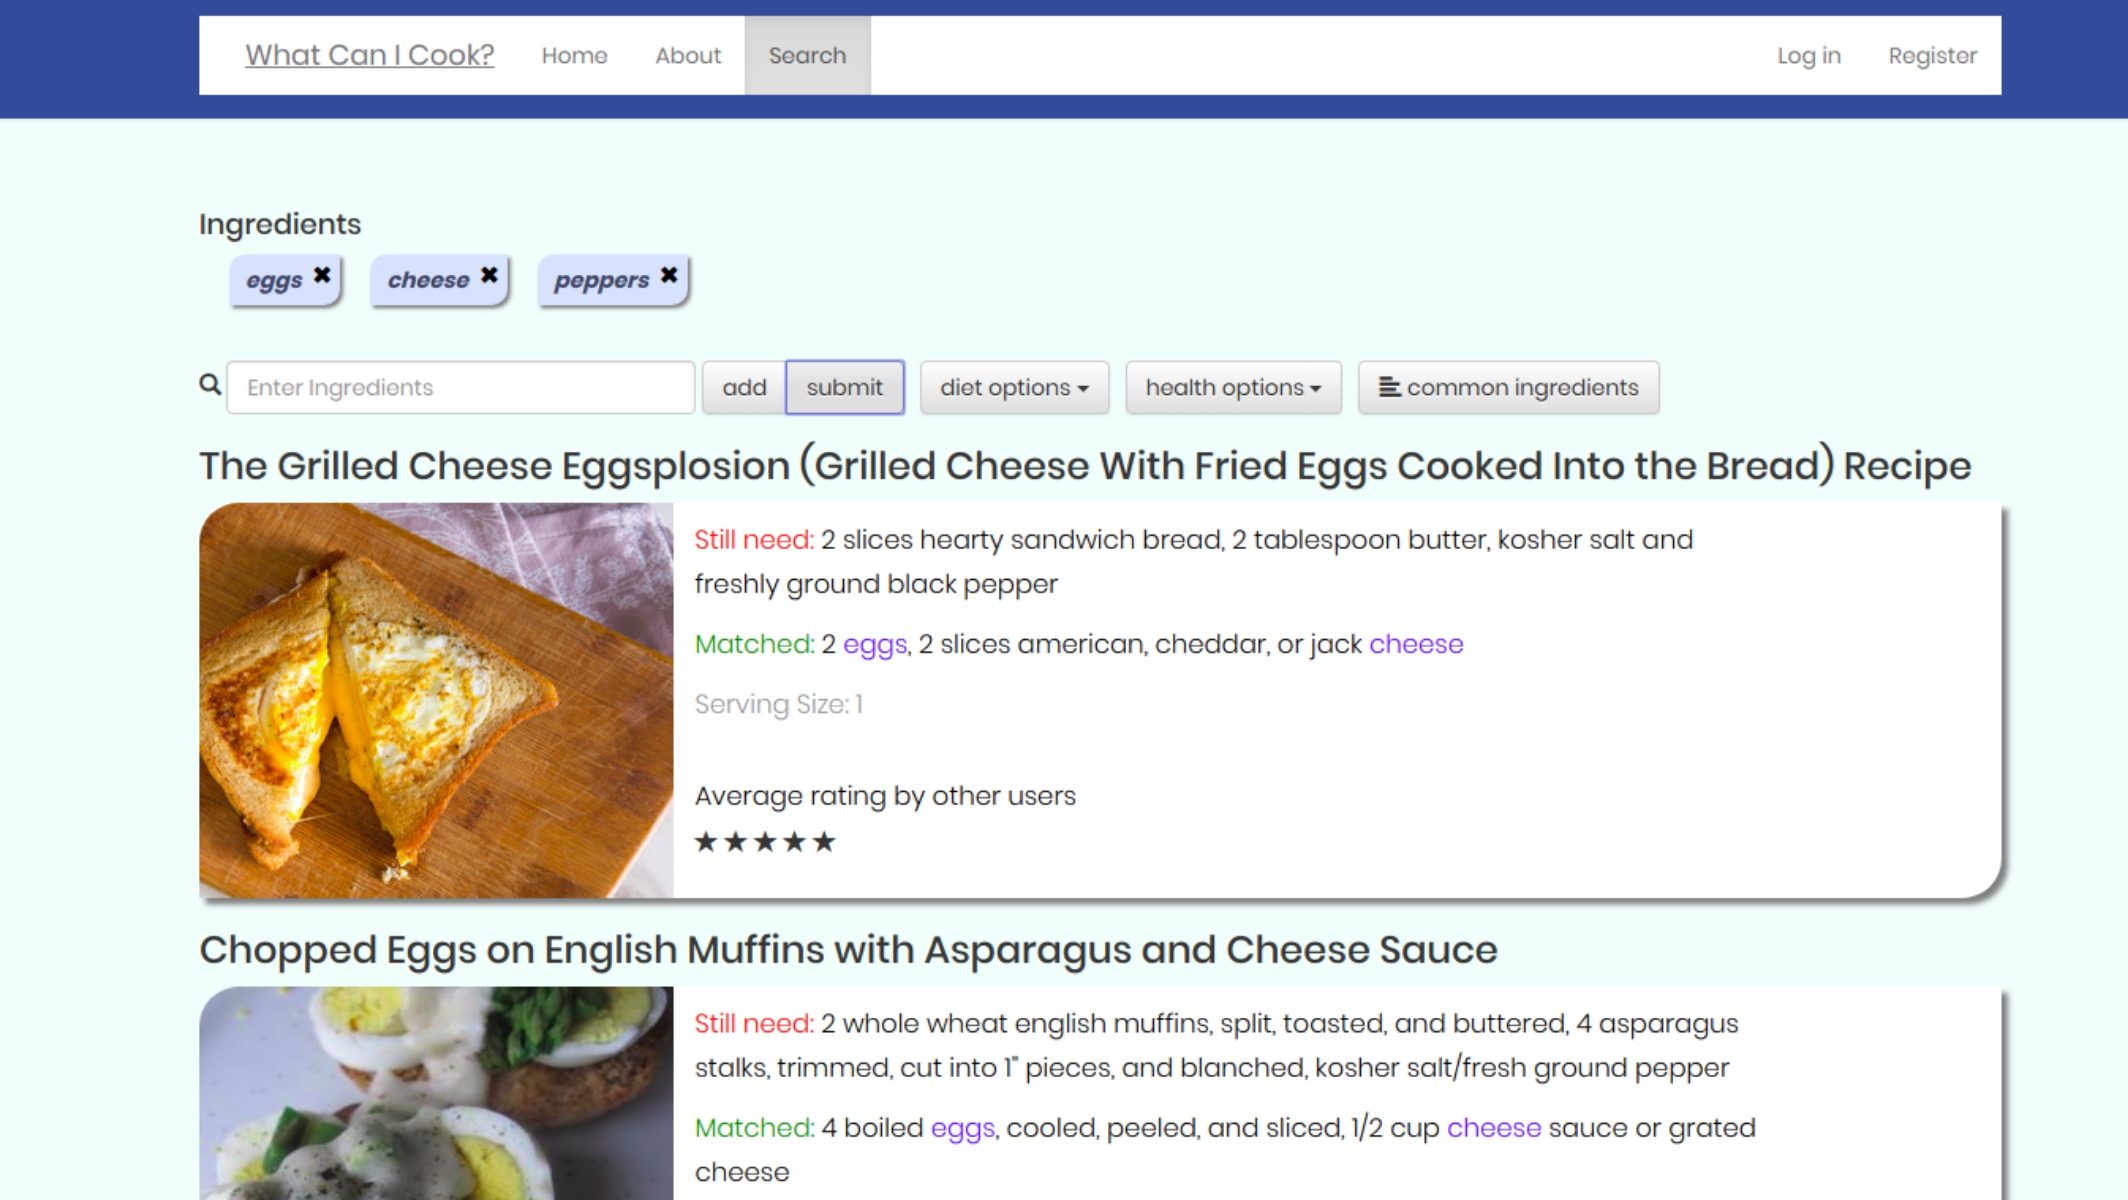 What Can I Cook? Home About Search Log in Register
Ingredients
eggs ✖ cheese ✖ peppers ✖
Enter Ingredients add submit diet options health options common ingredients
The Grilled Cheese Eggsplosion (Grilled Cheese With Fried Eggs Cooked Into the Bread) Recipe
Still need: 2 slices hearty sandwich bread, 2 tablespoon butter, kosher salt and
freshly ground black pepper
Matched: 2 eggs, 2 slices american, cheddar, or jack cheese
Serving Size: 1
Average rating by other users
★★★★★
Chopped Eggs on English Muffins with Asparagus and Cheese Sauce
Still need: 2 whole wheat english muffins, split, toasted, and buttered, 4 asparagus
stalks, trimmed, cut into 1" pieces, and blanched, kosher salt/fresh ground pepper
Matched: 4 boiled eggs, cooled, peeled, and sliced, 1/2 cup cheese sauce or grated
cheese